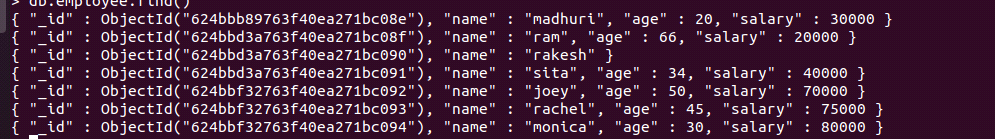 > db.employee.find()
{ "_id" : ObjectId("624bbb89763f40ea271bc08e"), "name" : "madhuri", "age" : 20, "salary" : 30000 }
{ "_id" : ObjectId("624bbd3a763f40ea271bc08f"), "name" : "ram", "age" : 66, "salary" : 20000 }
{ "_id" : ObjectId("624bbd3a763f40ea271bc090"), "name" : "rakesh" }
{ "_id" : ObjectId("624bbd3a763f40ea271bc091"), "name" : "sita", "age" : 34, "salary" : 40000 }
{ "_id" : ObjectId("624bbf32763f40ea271bc092"), "name" : "joey", "age" : 50, "salary" : 70000 }
{ "_id" : ObjectId("624bbf32763f40ea271bc093"), "name" : "rachel", "age" : 45, "salary" : 75000 }
{ "_id" : ObjectId("624bbf32763f40ea271bc094"), "name" : "monica", "age" : 30, "salary" : 80000 }